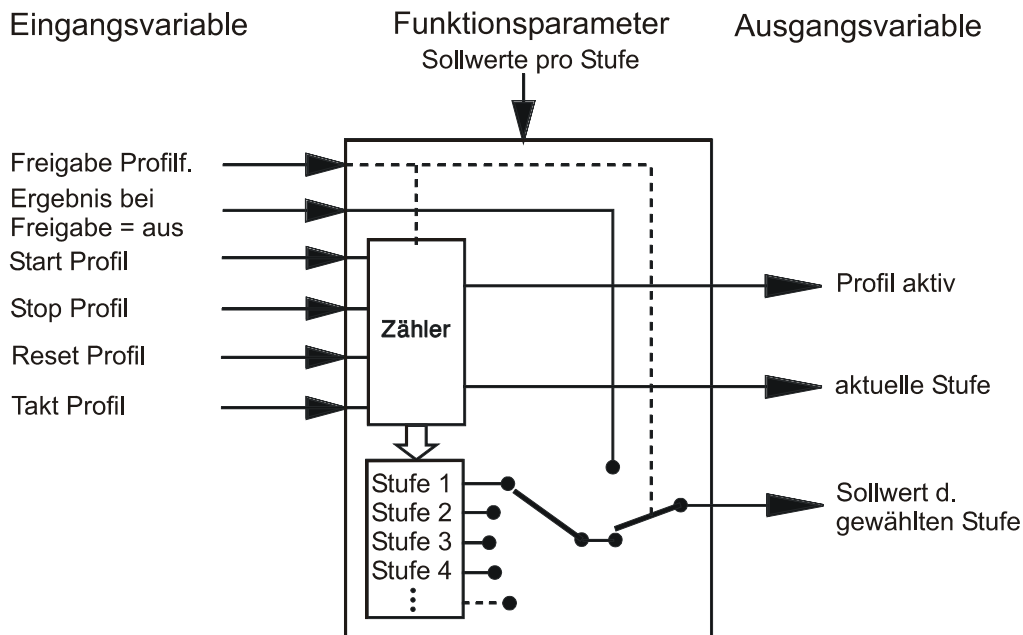 Eingangsvariable
Funktionsparameter
Ausgangsvariable
Sollwerte pro Stufe
Freigabe Profilf.
Ergebnis bei
Freigabe = aus
Start Profil
Stop Profil
Reset Profil
Takt Profil
Zähler
Profil aktiv
aktuelle Stufe
Stufe 1
Stufe 2
Stufe 3
Stufe 4
Sollwert d.
gewählten Stufe